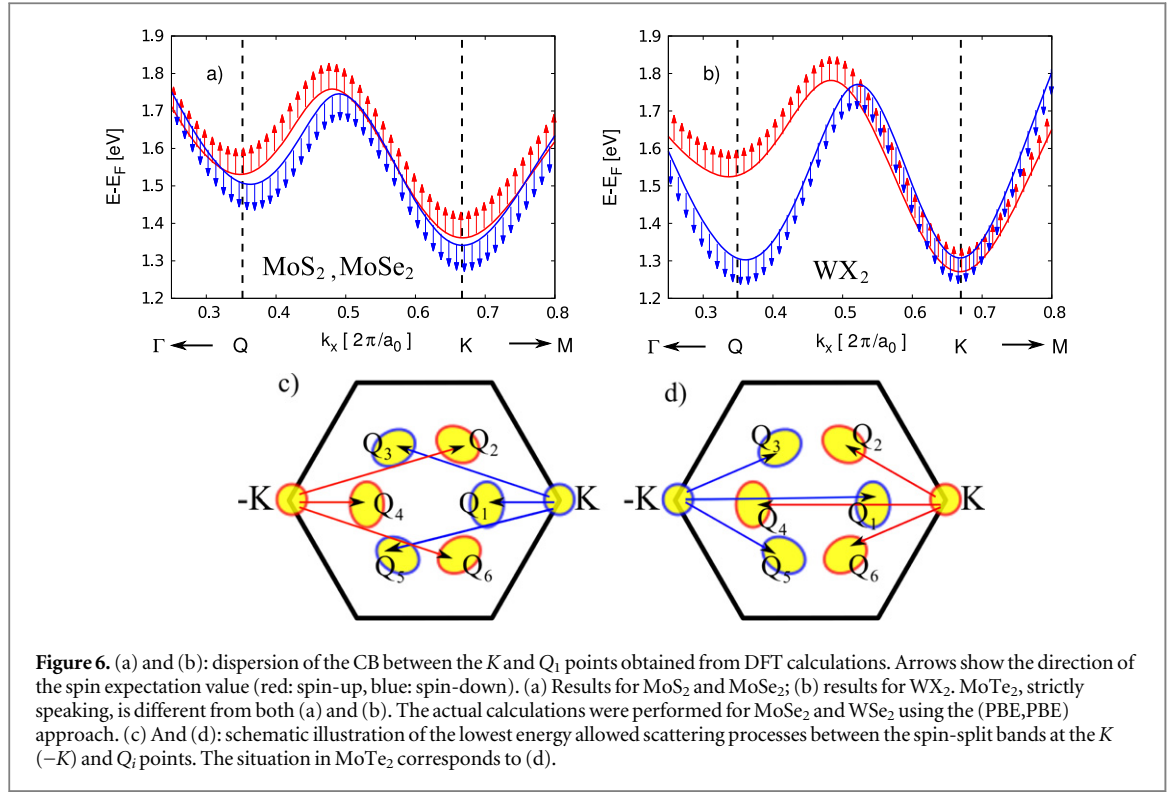 a)
1.9
1.8
1.7
1.6
1.5
1.4
1.3
1.2
E-E_F [eV]
MoS₂ , MoSe₂
0.3 0.4 0.5 0.6 0.7 0.8
k_x [ 2π/a₀ ]
Γ ← Q K → M
b)
1.9
1.8
1.7
1.6
1.5
1.4
1.3
1.2
E-E_F [eV]
WX₂
0.3 0.4 0.5 0.6 0.7 0.8
k_x [ 2π/a₀ ]
Γ ← Q K → M
c)
Q₃ Q₂
-K Q₄ Q₁ K
Q₅ Q₆
d)
Q₃ Q₂
-K Q₄ Q₁ K
Q₅ Q₆
Figure 6. (a) and (b): dispersion of the CB between the K and Q₁ points obtained from DFT calculations. Arrows show the direction of
the spin expectation value (red: spin-up, blue: spin-down). (a) Results for MoS₂ and MoSe₂; (b) results for WX₂. MoTe₂, strictly
speaking, is different from both (a) and (b). The actual calculations were performed for MoSe₂ and WSe₂ using the (PBE,PBE)
approach. (c) And (d): schematic illustration of the lowest energy allowed scattering processes between the spin-split bands at the K
(−K) and Qᵢ points. The situation in MoTe₂ corresponds to (d).